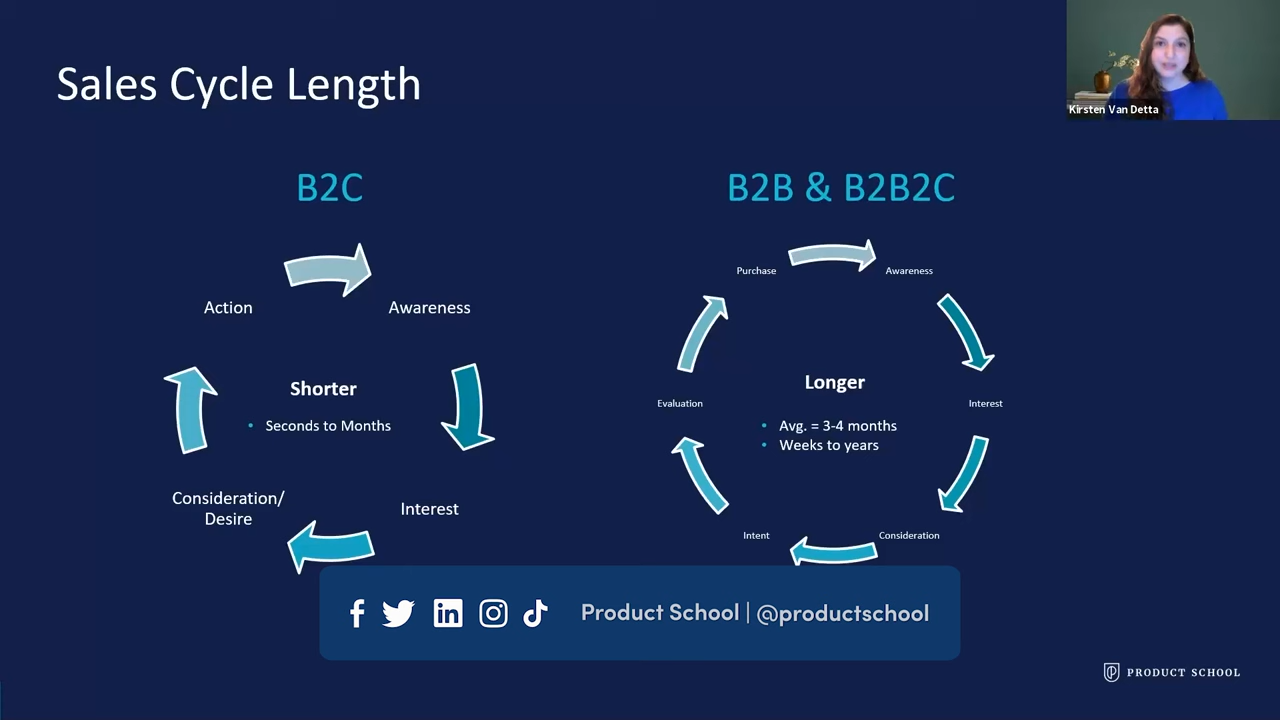 Sales Cycle Length
Kirsten Van Detta
B2C
Action
Awareness
Shorter
• Seconds to Months
Consideration/
Desire
Interest
B2B & B2B2C
Purchase
Awareness
Longer
Evaluation
Interest
• Avg. = 3-4 months
• Weeks to years
Intent
Consideration
Product School | @productschool
PRODUCT SCHOOL